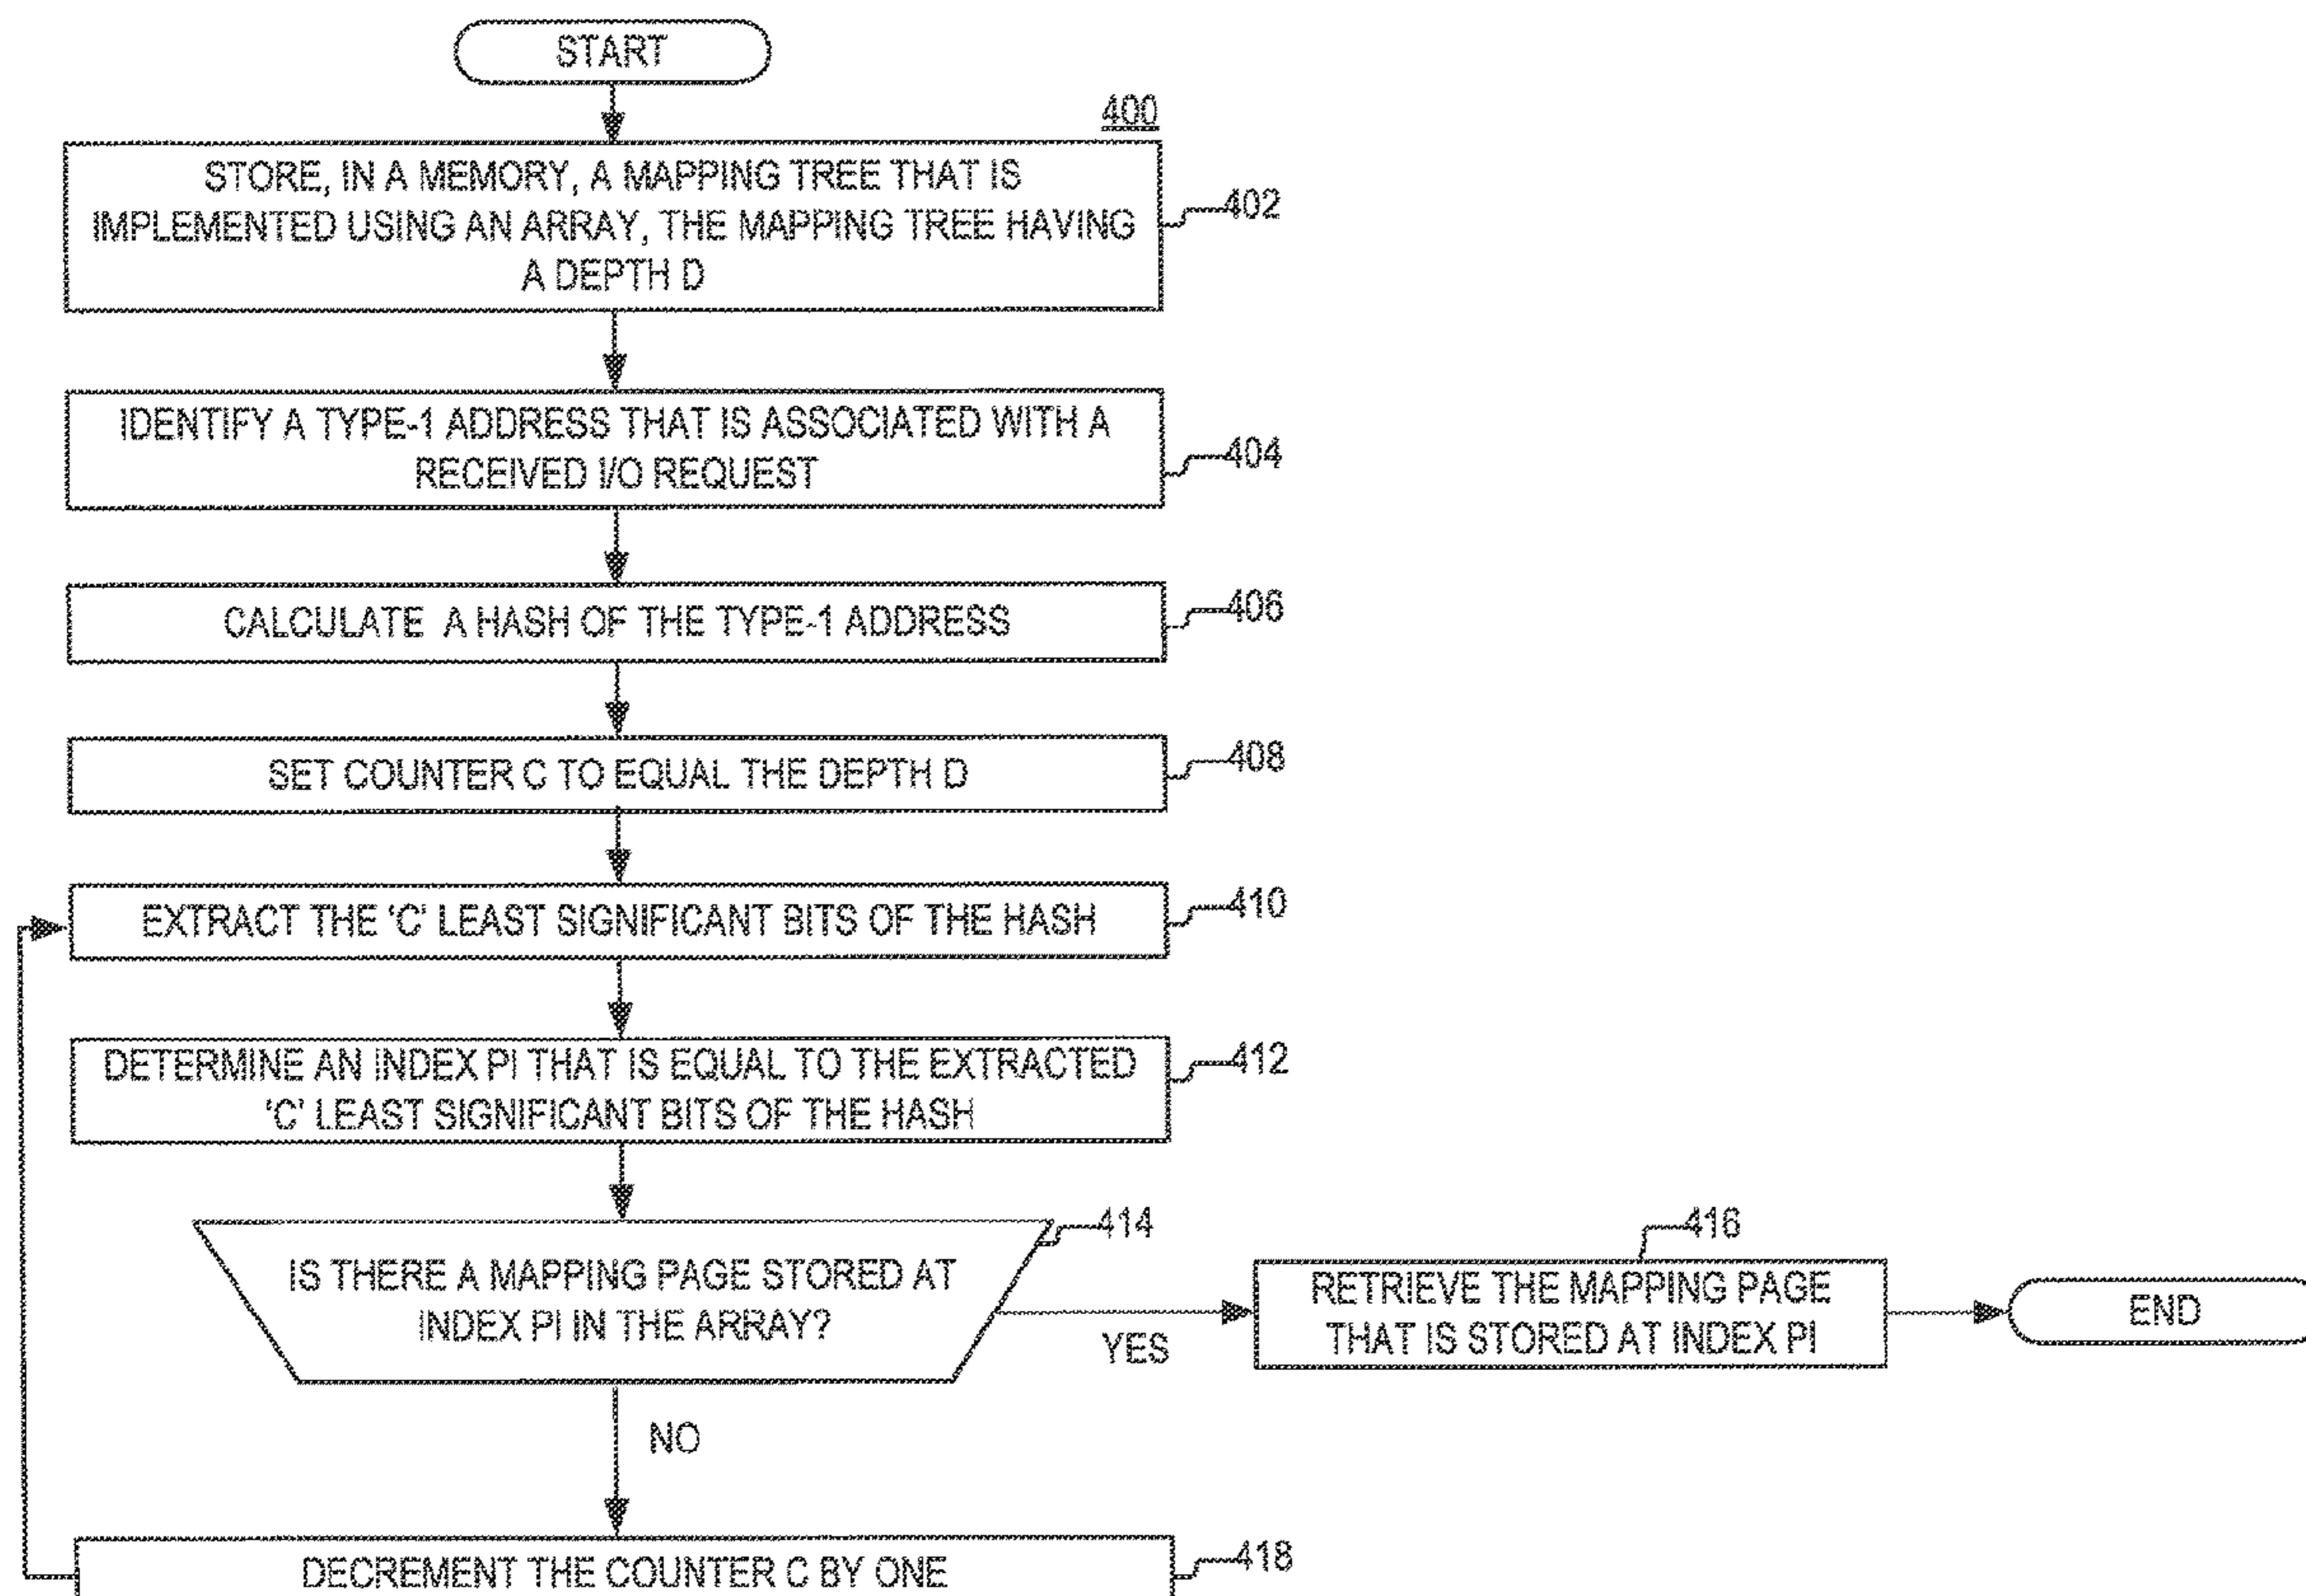 START
400
STORE, IN A MEMORY, A MAPPING TREE THAT IS
IMPLEMENTED USING AN ARRAY, THE MAPPING TREE HAVING
A DEPTH D
402
IDENTIFY A TYPE-1 ADDRESS THAT IS ASSOCIATED WITH A
RECEIVED I/O REQUEST
404
CALCULATE A HASH OF THE TYPE-1 ADDRESS
406
SET COUNTER C TO EQUAL THE DEPTH D
408
EXTRACT THE 'C' LEAST SIGNIFICANT BITS OF THE HASH
410
DETERMINE AN INDEX PI THAT IS EQUAL TO THE EXTRACTED
'C' LEAST SIGNIFICANT BITS OF THE HASH
412
IS THERE A MAPPING PAGE STORED AT
INDEX PI IN THE ARRAY?
414
YES
416
RETRIEVE THE MAPPING PAGE
THAT IS STORED AT INDEX PI
END
NO
DECREMENT THE COUNTER C BY ONE
418